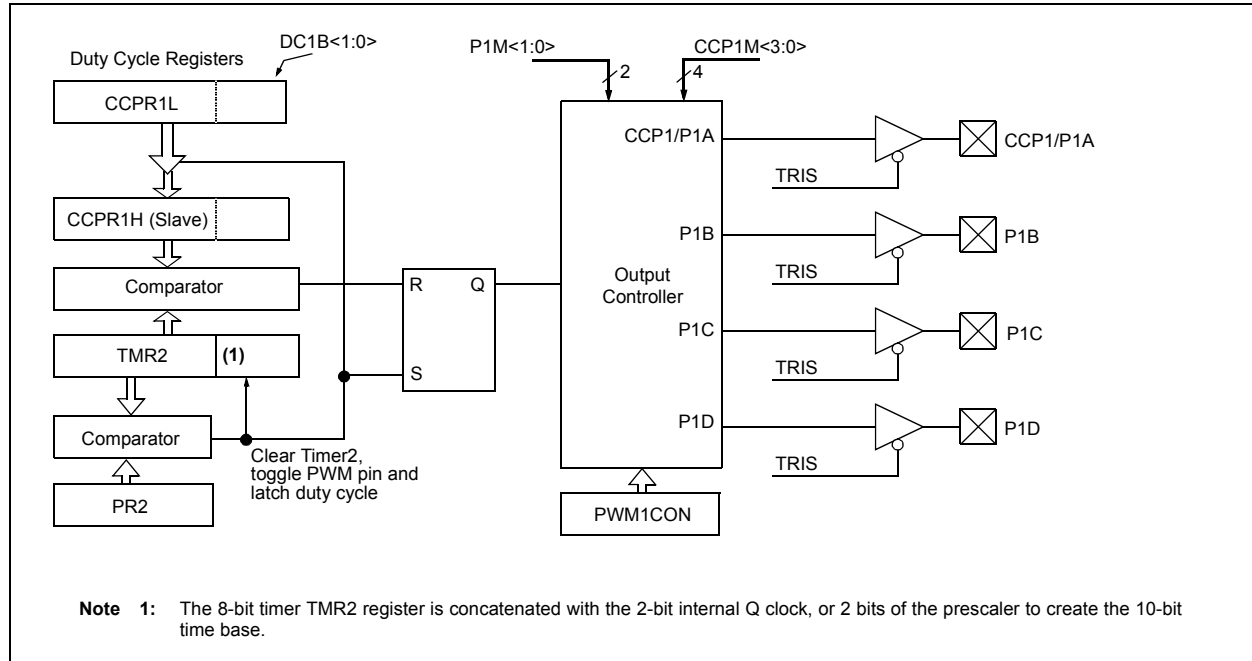 DC1B<1:0>
Duty Cycle Registers
CCPR1L
CCPR1H (Slave)
Comparator
TMR2
(1)
Comparator
PR2
Clear Timer2,
toggle PWM pin and
latch duty cycle
R
Q
S
P1M<1:0>
2
CCP1M<3:0>
4
Output
Controller
CCP1/P1A
P1B
P1C
P1D
PWM1CON
TRIS
CCP1/P1A
TRIS
P1B
TRIS
P1C
TRIS
P1D
Note 1: The 8-bit timer TMR2 register is concatenated with the 2-bit internal Q clock, or 2 bits of the prescaler to create the 10-bit
time base.